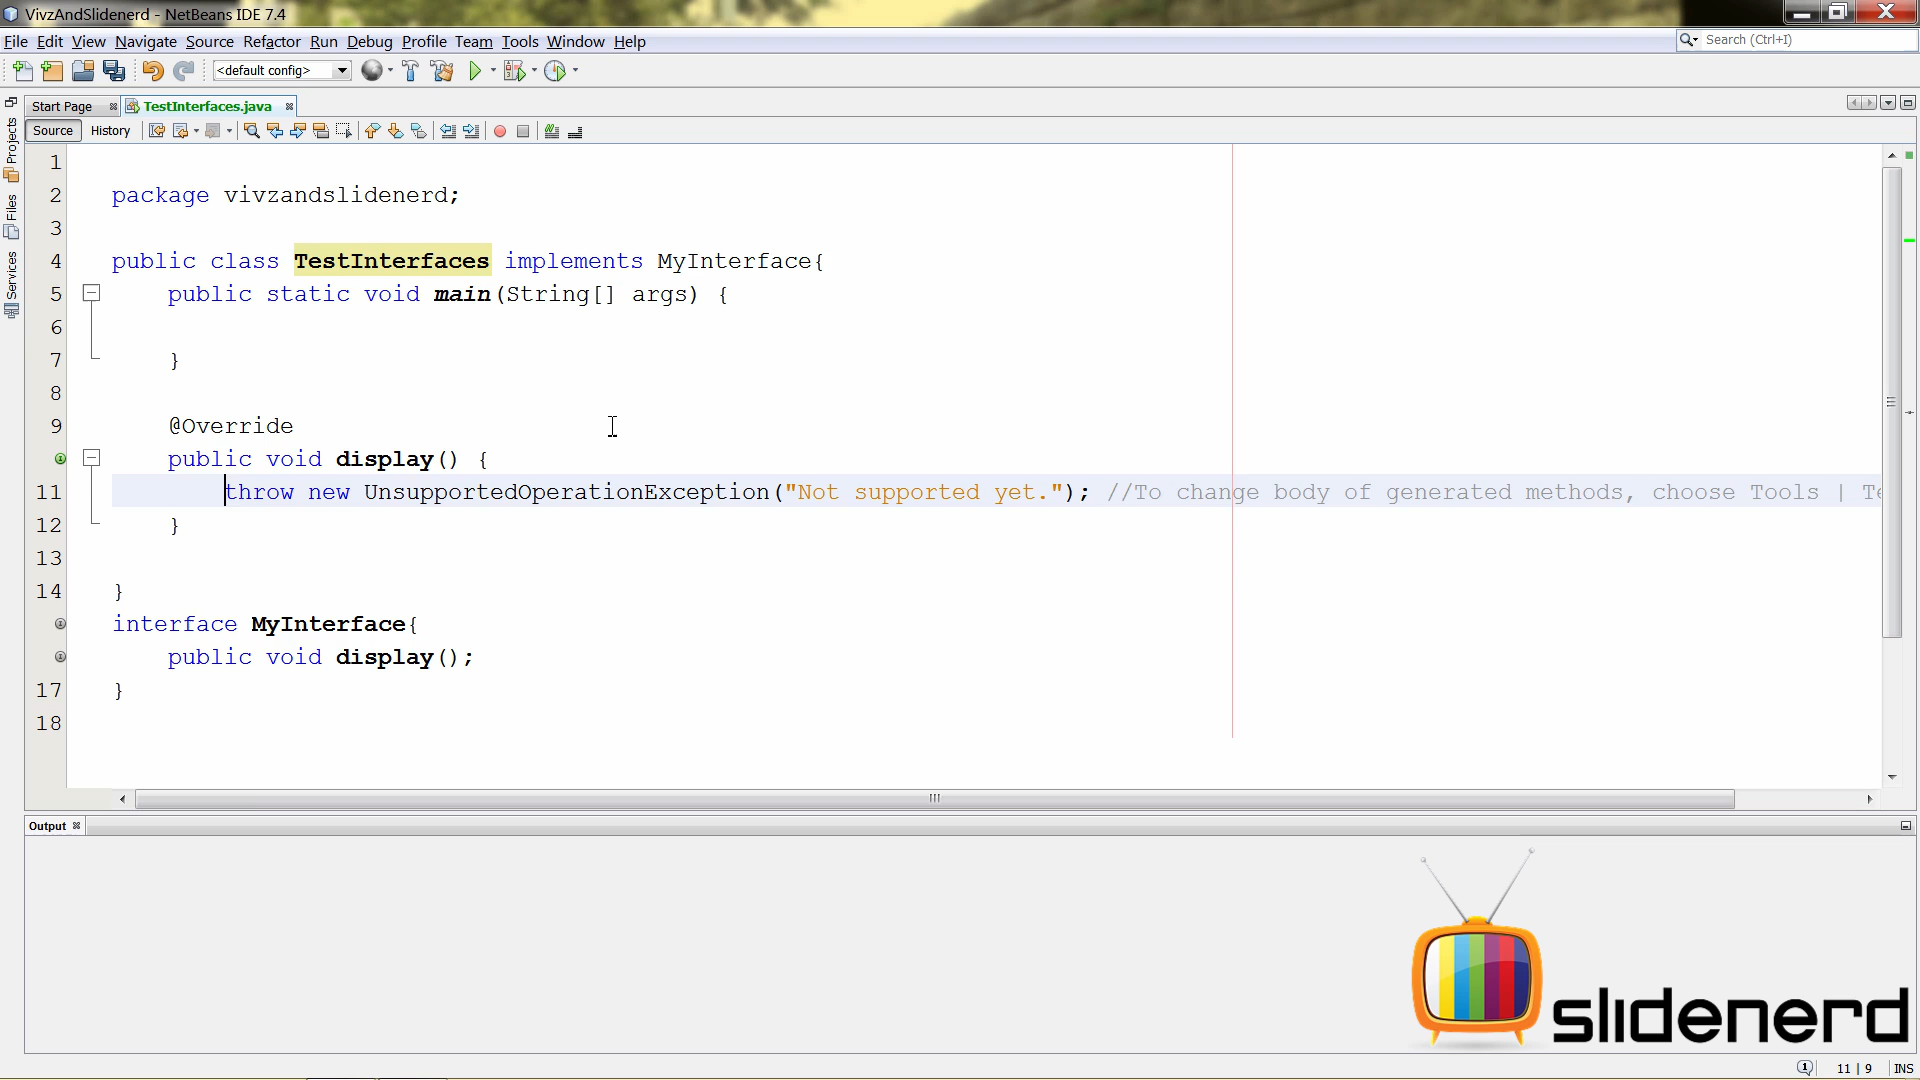 VivzAndSlidenerd - NetBeans IDE 7.4
File Edit View Navigate Source Refactor Run Debug Profile Team Tools Window Help
Search (Ctrl+I)
<default config>
Start Page TestInterfaces.java
Source History
Projects
Files
Services
1
2 package vivzandslidenerd;
3
4 public class TestInterfaces implements MyInterface{
5 public static void main(String[] args) {
6
7 }
8
9 @Override
public void display() {
11 throw new UnsupportedOperationException("Not supported yet."); //To change body of generated methods, choose Tools | Te
12 }
13
14 }
interface MyInterface{
public void display();
17 }
18
Output
slidenerd
11 | 9 INS